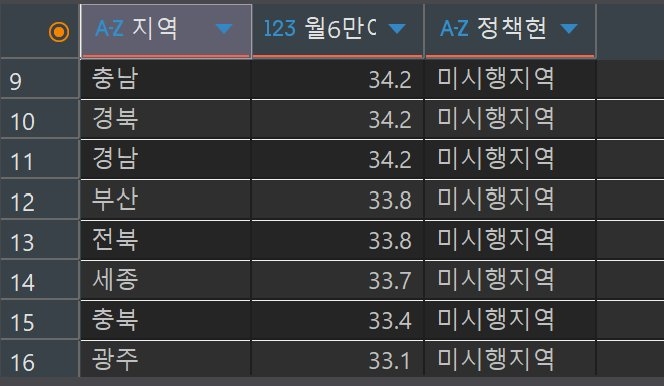 A-Z 지역 123 월6만 A-Z 정책현
9 충남 34.2 미시행지역
10 경북 34.2 미시행지역
11 경남 34.2 미시행지역
12 부산 33.8 미시행지역
13 전북 33.8 미시행지역
14 세종 33.7 미시행지역
15 충북 33.4 미시행지역
16 광주 33.1 미시행지역